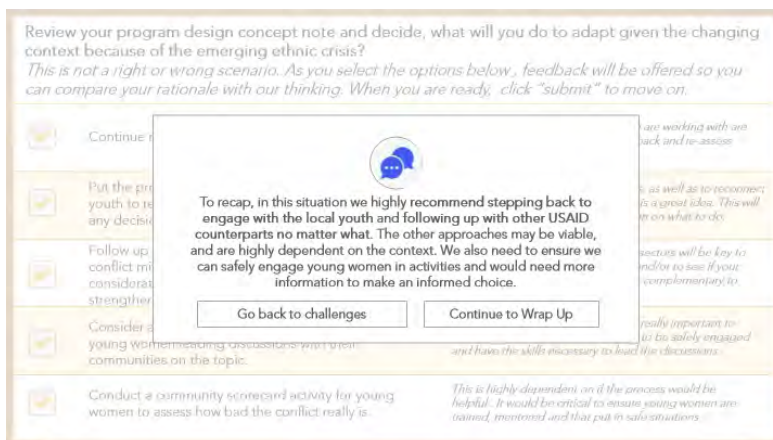 Review your program design concept note and decide, what will you do to adapt given the changing
context because of the emerging ethnic crisis?
This is not a right or wrong scenario. As you select the options below , feedback will be offered so you
can compare your rationale with our thinking. When you are ready, click "submit" to move on.
Continue
are working with are
back and re-assess
To recap, in this situation we highly recommend stepping back to
engage with the local youth and following up with other USAID
counterparts no matter what. The other approaches may be viable,
and are highly dependent on the context. We also need to ensure we
can safely engage young women in activities and would need more
information to make an informed choice.
Go back to challenges
Continue to Wrap Up
Put the
youth to
any
as well as to reconnect
is a great idea. This will
on what to do.
Follow up
conflict
strengthen
sectors will be key to
and/or to see if your
complementary to
Consider
young women leading discussions with their
communities on the topic.
really important to
to be safely engaged
and have the skills necessary to lead the discussions
Conduct a community scorecard activity for young
women to assess how bad the conflict really is.
This is highly dependent on if the process would be
helpful. It would be critical to ensure young women are
trained, mentored and that put in safe situations